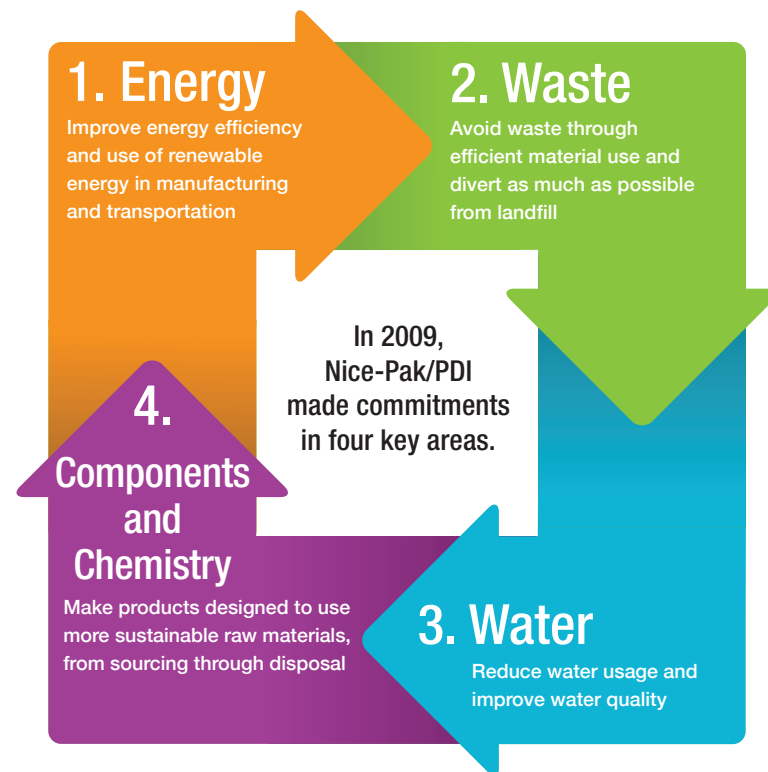 1. Energy
Improve energy efficiency
and use of renewable
energy in manufacturing
and transportation
2. Waste
Avoid waste through
efficient material use and
divert as much as possible
from landfill
In 2009,
Nice-Pak/PDI
made commitments
in four key areas.
3. Water
Reduce water usage and
improve water quality
4.
Components
and
Chemistry
Make products designed to use
more sustainable raw materials,
from sourcing through disposal